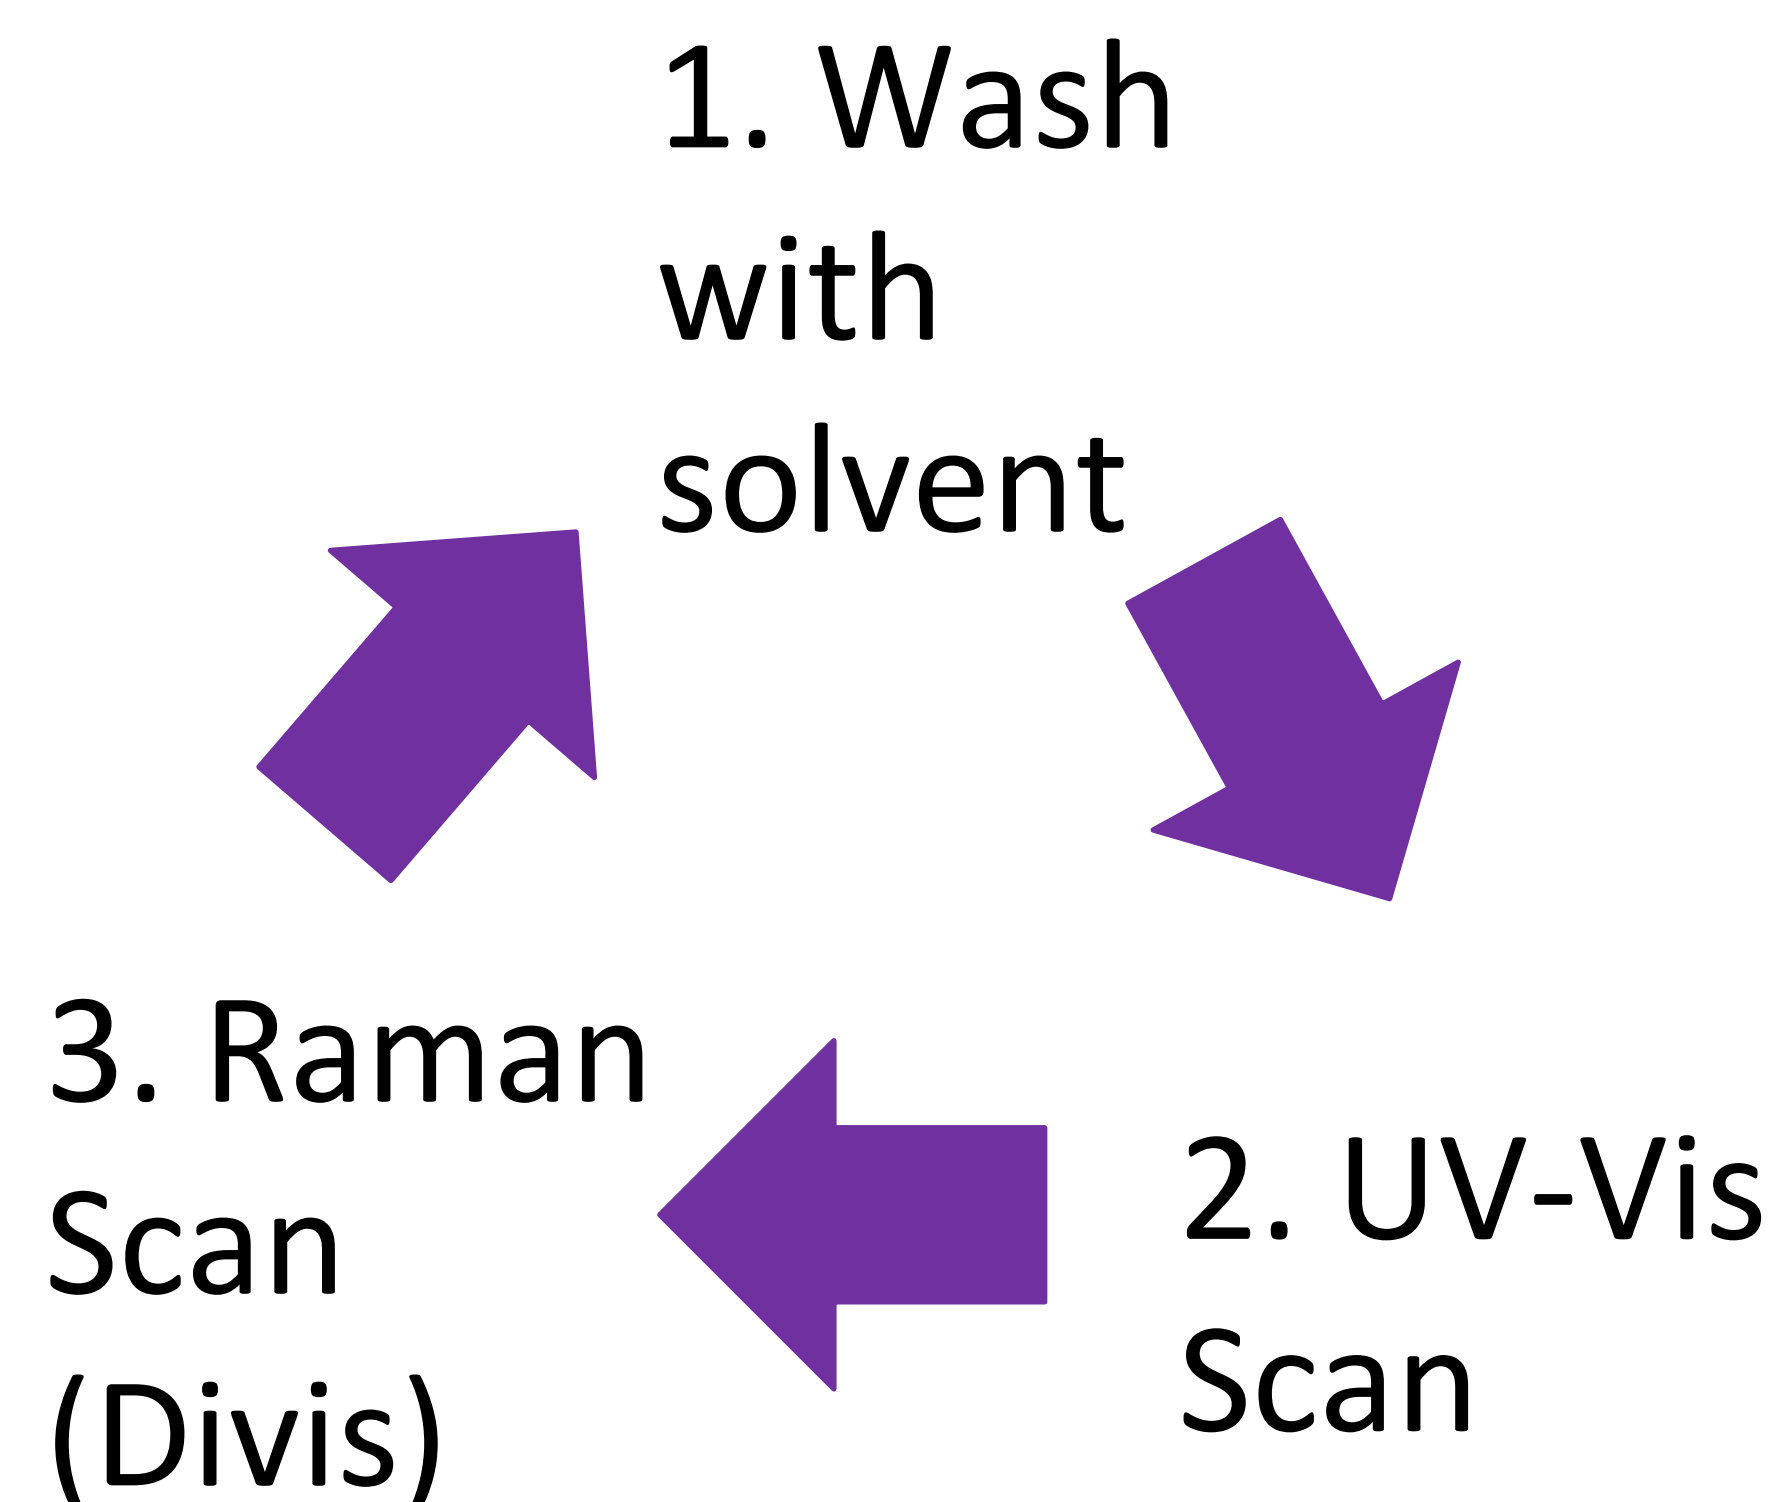 1. Wash
with
solvent
2. UV-Vis
Scan
3. Raman
Scan
(Divis)